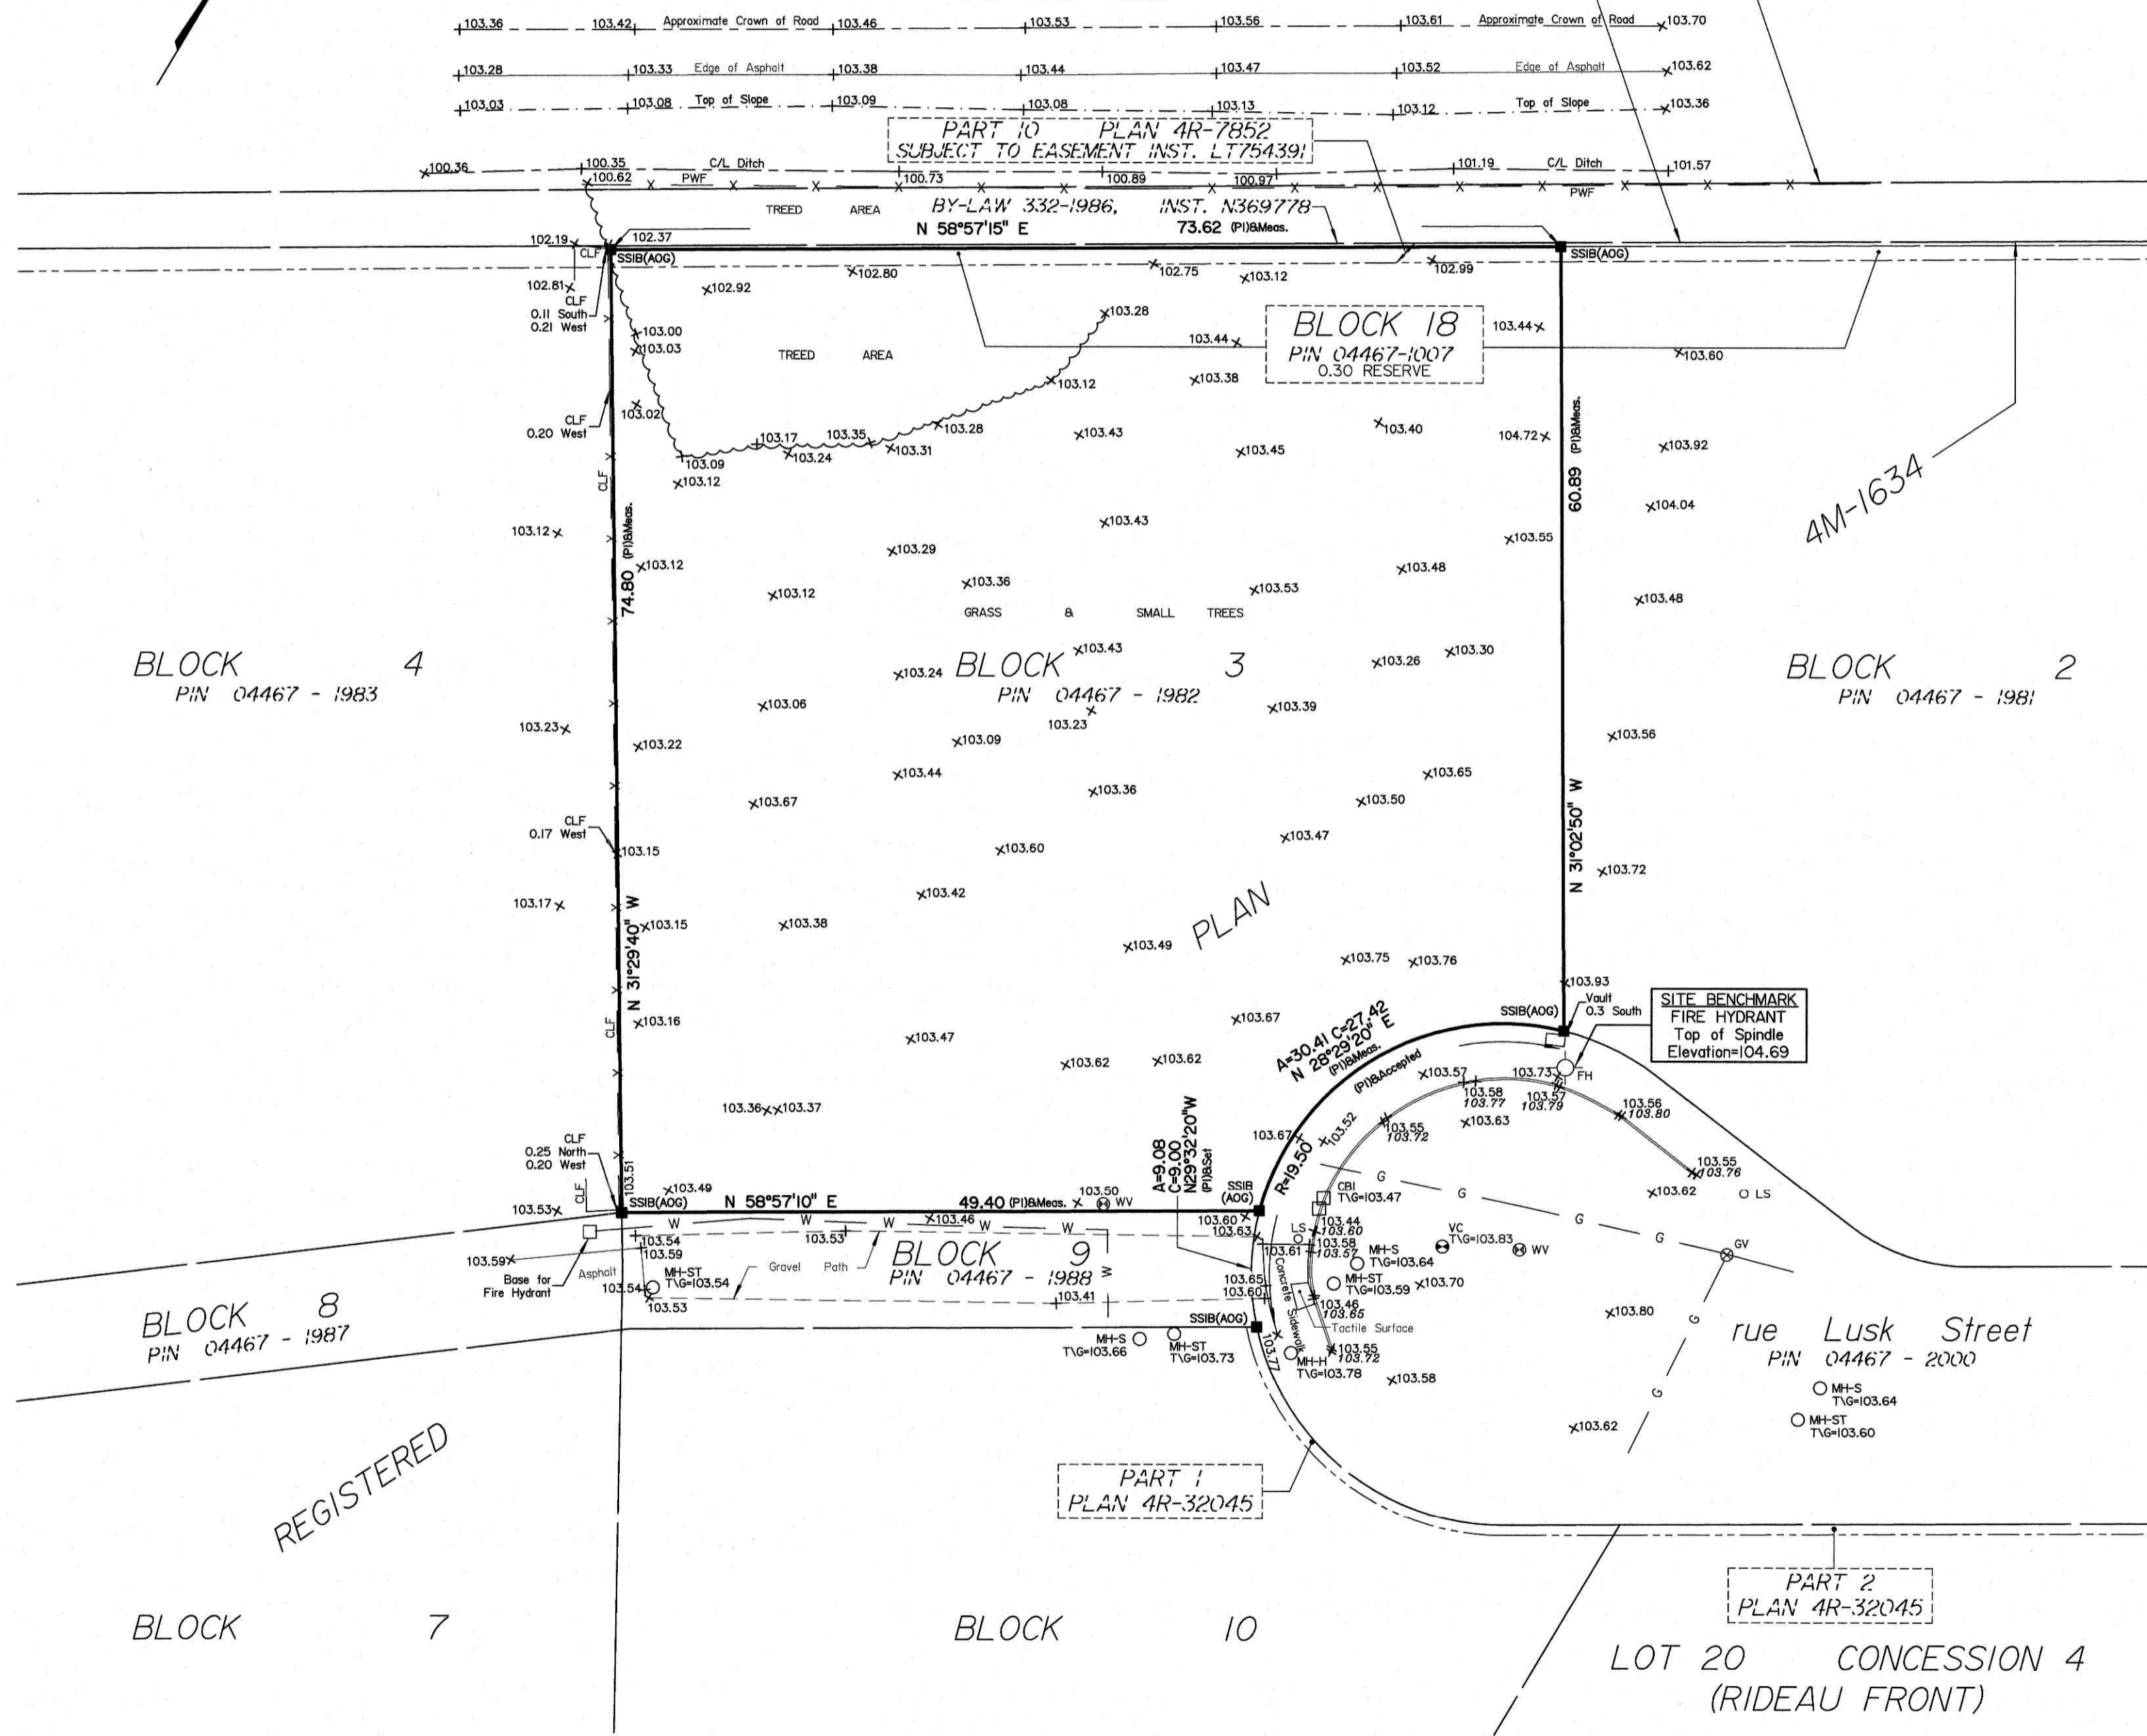 103.36 103.42 Approximate Crown of Road 103.46 103.53 103.56 103.61 Approximate Crown of Road 103.70
103.28 103.33 Edge of Asphalt 103.38 103.44 103.47 103.52 Edge of Asphalt 103.62
103.03 103.08 Top of Slope 103.09 103.08 103.13 103.12 Top of Slope 103.36
PART 10 PLAN 4R-7852
SUBJECT TO EASEMENT INST. LT754391
100.36 100.35 C/L Ditch 101.19 C/L Ditch 101.57
100.62 PWF 100.73 100.89 100.97 PWF
TREED AREA BY-LAW 332-1986, INST. N369778
N 58°57'15" E 73.62 (P1)&Meas.
102.19 102.37
CLF SSIB(AOG) SSIB(AOG)
102.81 102.92 102.80 102.75 103.12 102.99
CLF
0.11 South
0.21 West
103.00 103.28
BLOCK 18
PIN 04467-1007
0.30 RESERVE
103.44 103.44
103.03 TREED AREA 103.60
103.12 103.38
103.02
CLF
0.20 West
103.17 103.35 103.28 103.43 103.40 104.72 103.92
103.09 103.24 103.31 103.45
60.89 (P1)&Meas.
CLF
103.12
4M-1634
104.04
103.12 103.43 103.55
74.80 (P1)&Meas.
103.29
103.12 103.12 103.36 103.53 103.48 103.48
GRASS & SMALL TREES
BLOCK 4
PIN 04467 - 1983
103.43 103.26 103.30
103.24 BLOCK 3
PIN 04467 - 1982
BLOCK 2
PIN 04467 - 1981
103.06 103.23 103.39
103.23 103.22 103.09 103.56
103.44 103.65
103.67 103.36 103.50
N 31°02'50" W
CLF
0.17 West
103.15 103.60 103.47
103.72
103.17 103.42
N 31°29'40" W
103.15 103.38 PLAN
103.49 103.75 103.76
103.93
CLF 103.16 103.47 103.67 SSIB(AOG)
Vault
0.3 South
SITE BENCHMARK
FIRE HYDRANT
Top of Spindle
Elevation=104.69
103.62 103.62
A=30.41 C=27.42
N 28°29'20" E
(P1)&Meas.
(P1)&Accepted
103.57 103.73 FH
103.58
103.77
103.57
103.79
103.56
103.80
103.36 103.37
103.67 103.52 103.55
103.72
103.63
A=9.08
C=9.00
N29°32'20"W
(P1)&Set
R=19.50
CLF
0.25 North
0.20 West
103.51
103.55
103.76
103.49 G
CLF
SSIB(AOG) N 58°57'10" E 49.40 (P1)&Meas. 103.50 WV
SSIB
(AOG)
CBI
T\G=103.47
G 103.62 LS
103.53
W W W 103.46 W W
103.60
103.63
LS
103.44
103.60
VC
T\G=103.83
G G
GV
WV
103.54
103.59
103.53
BLOCK 9
PIN 04467 - 1988
W
103.61 103.58
103.57
MH-S
T\G=103.64
103.59 Asphalt
Base for
Fire Hydrant
MH-ST
T\G=103.54
103.54
103.53
Gravel Path
103.41
103.65
103.60
Concrete Sidewalk
MH-ST
T\G=103.59
103.70
103.46
103.65
Tactile Surface
103.80
G
BLOCK 8
PIN 04467 - 1987
SSIB(AOG)
MH-S
T\G=103.66
MH-ST
T\G=103.73
103.77
103.55
103.72
MH-H
T\G=103.78
103.58
rue Lusk Street
PIN 04467 - 2000
G
MH-S
T\G=103.64
MH-ST
T\G=103.60
103.62
REGISTERED
PART 1
PLAN 4R-32045
PART 2
PLAN 4R-32045
BLOCK 7
BLOCK 10
LOT 20 CONCESSION 4
(RIDEAU FRONT)